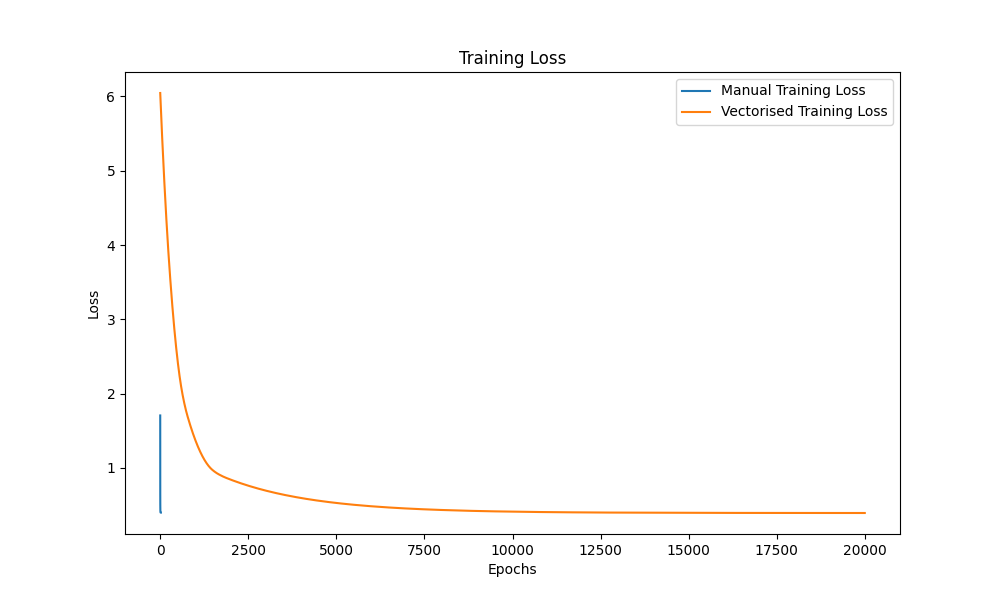 Training Loss
Manual Training Loss
Vectorised Training Loss
6
5
4
3
2
1
Loss
0 2500 5000 7500 10000 12500 15000 17500 20000
Epochs